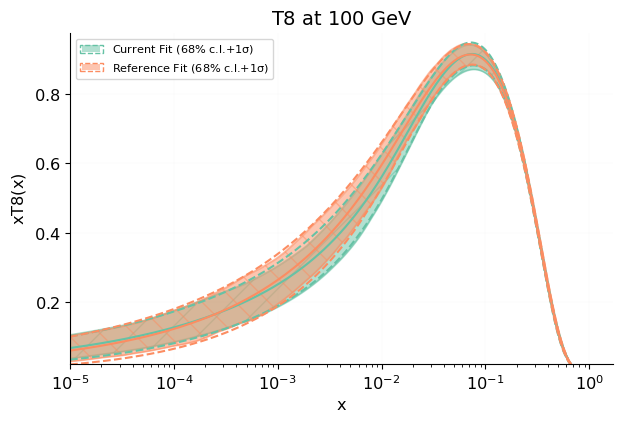 T8 at 100 GeV
Current Fit (68% c.l.+1σ)
Reference Fit (68% c.l.+1σ)
xT8(x)
0.8
0.6
0.4
0.2
10⁻⁵ 10⁻⁴ 10⁻³ 10⁻² 10⁻¹ 10⁰
x